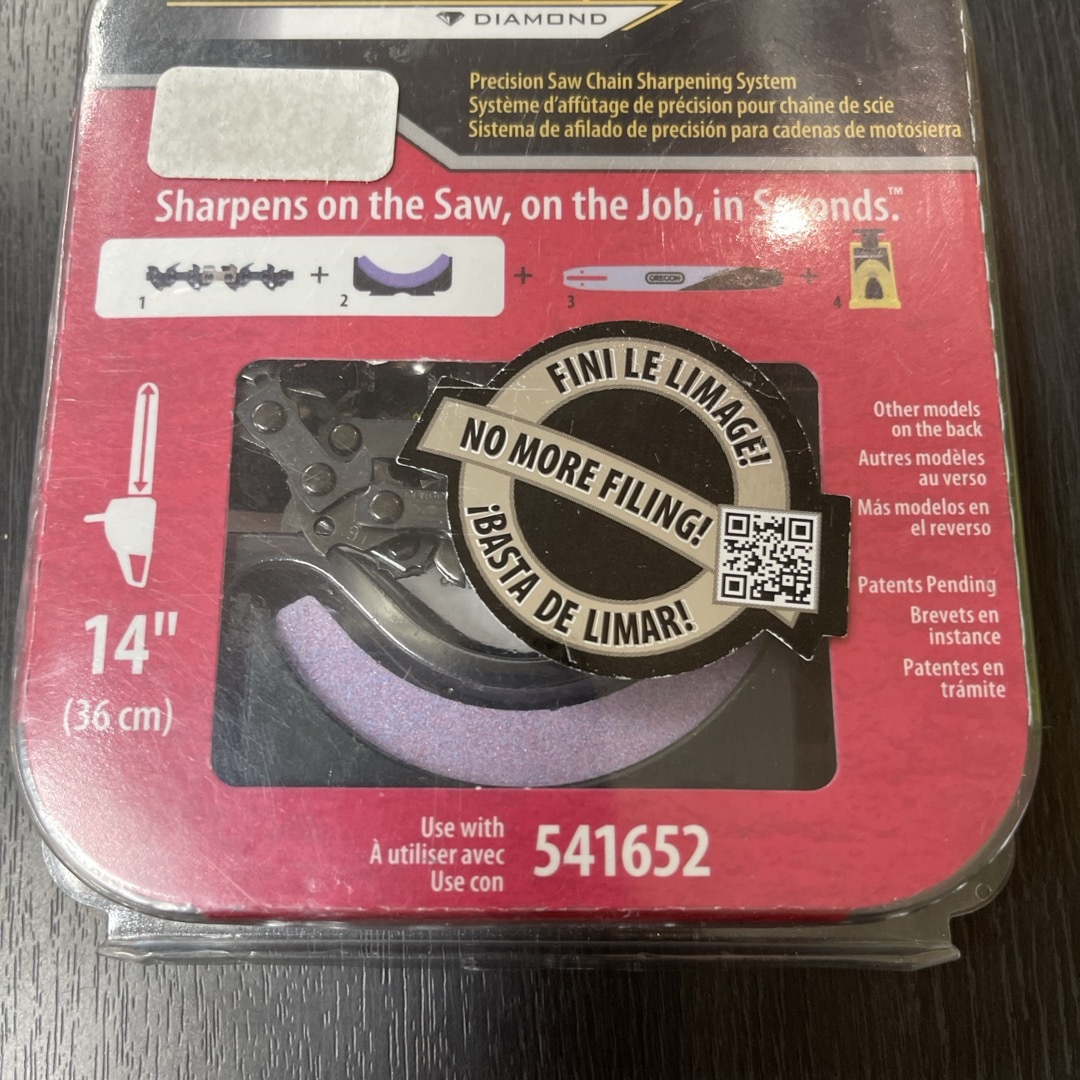 DIAMOND
Precision Saw Chain Sharpening System
Système d'affûtage de précision pour chaîne de scie
Sistema de afilado de precisión para cadenas de motosierra
Sharpens on the Saw, on the Job, in Seconds.™
1 + 2 + 3 + 4
OREGON
FINI LE LIMAGE!
NO MORE FILING!
¡BASTA DE LIMAR!
Other models
on the back
Autres modèles
au verso
Más modelos en
el reverso
Patents Pending
Brevets en
instance
Patentes en
trámite
14"
(36 cm)
Use with
À utiliser avec
Use con
541652